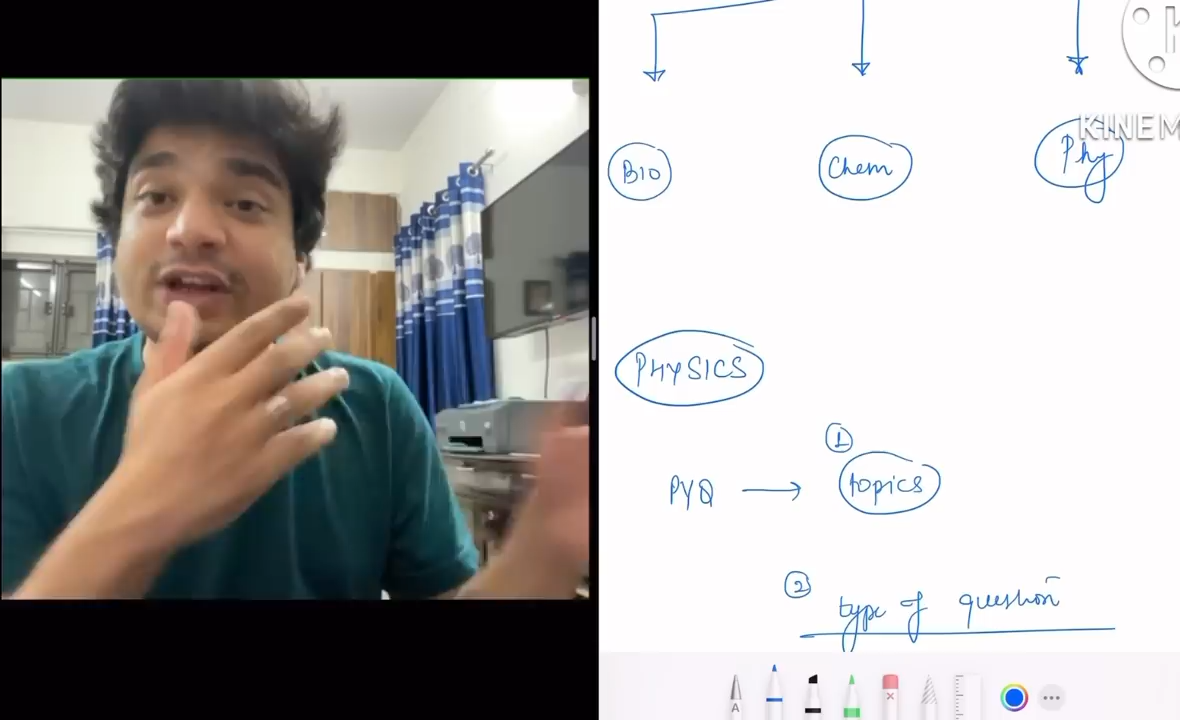 Bio Chem Phy
KINEM
PHYSICS
①
PYQ → topics
② type of question
A